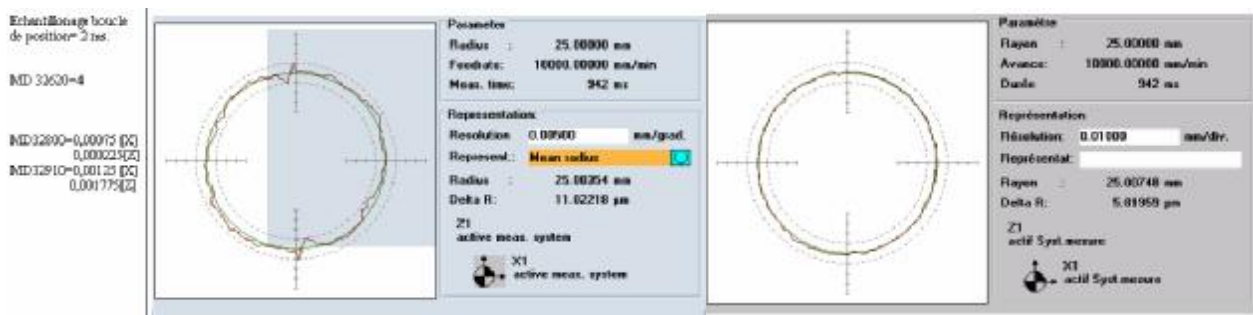 Echantillonage boucle
de position= 2 ms.
MD 32620=4
MD32800=0,00075 [X]
0,000225[Z]
MD32910=0,00125 [X]
0,001775[Z]
Parameter
Radius : 25.00000 mm
Feedrate: 10000.00000 mm/min
Meas. time: 942 ms
Representation
Resolution 0.00500 mm/grad.
Represent.: Mean radius
Radius : 25.00354 mm
Delta R: 11.02218 µm
Z1
active meas. system
X1
active meas. system
Paramètre
Rayon : 25.00000 mm
Avance: 10000.00000 mm/min
Durée 942 ms
Représentation
Résolution: 0.01000 mm/div.
Représentat:
Rayon : 25.00748 mm
Delta R: 5.01959 µm
Z1
actif Syst.mesure
X1
actif Syst.mesure